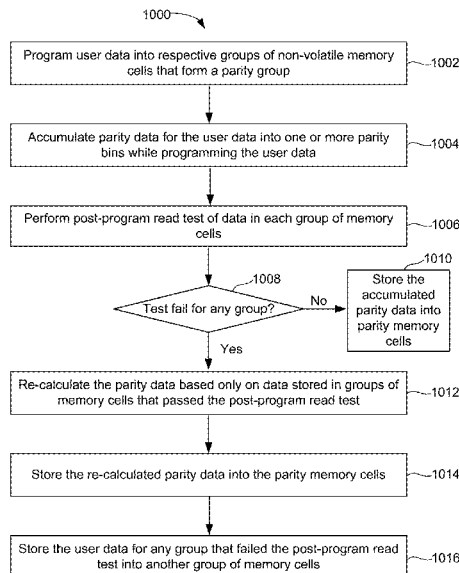 1000
Program user data into respective groups of non-volatile memory
cells that form a parity group
1002
Accumulate parity data for the user data into one or more parity
bins while programming the user data
1004
Perform post-program read test of data in each group of memory
cells
1006
1008
Test fail for any group?
No
1010
Store the
accumulated
parity data into
parity memory
cells
Yes
Re-calculate the parity data based only on data stored in groups of
memory cells that passed the post-program read test
1012
Store the re-calculated parity data into the parity memory cells
1014
Store the user data for any group that failed the post-program read
test into another group of memory cells
1016